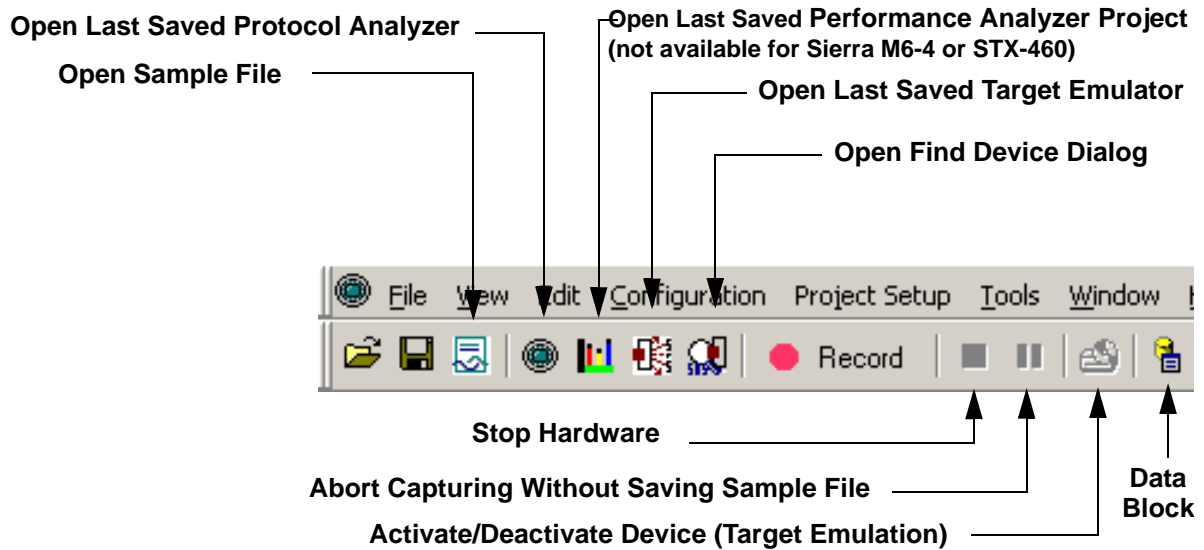 Open Last Saved Protocol Analyzer
Open Sample File
Open Last Saved Performance Analyzer Project
(not available for Sierra M6-4 or STX-460)
Open Last Saved Target Emulator
Open Find Device Dialog
File View Edit Configuration Project Setup Tools Window
Record
Stop Hardware
Abort Capturing Without Saving Sample File
Activate/Deactivate Device (Target Emulation)
Data
Block